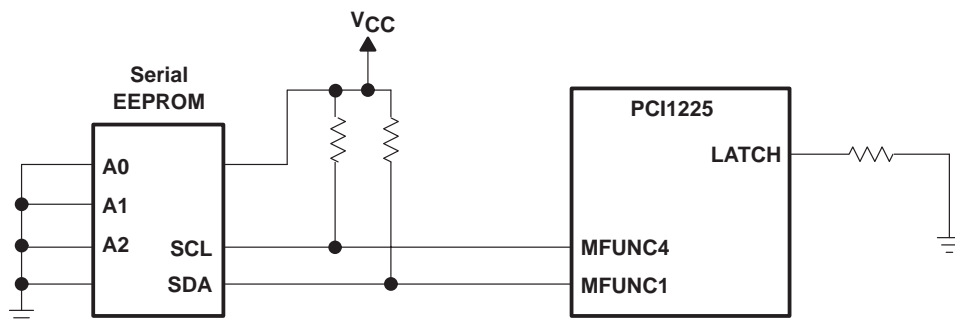 VCC
Serial
EEPROM
PCI1225
A0
LATCH
A1
A2
SCL
MFUNC4
SDA
MFUNC1